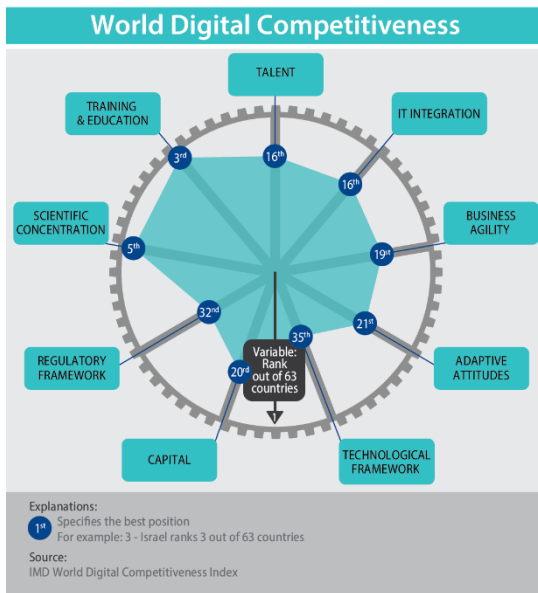 World Digital Competitiveness
TALENT
TRAINING
& EDUCATION
IT INTEGRATION
3rd
16th
16th
SCIENTIFIC
CONCENTRATION
BUSINESS
AGILITY
5th
19st
32nd
21st
35th
Variable:
Rank
out of 63
countries
20rd
1
REGULATORY
FRAMEWORK
ADAPTIVE
ATTITUDES
CAPITAL
TECHNOLOGICAL
FRAMEWORK
Explanations:
1st
Specifies the best position
For example: 3 - Israel ranks 3 out of 63 countries
Source:
IMD World Digital Competitiveness Index